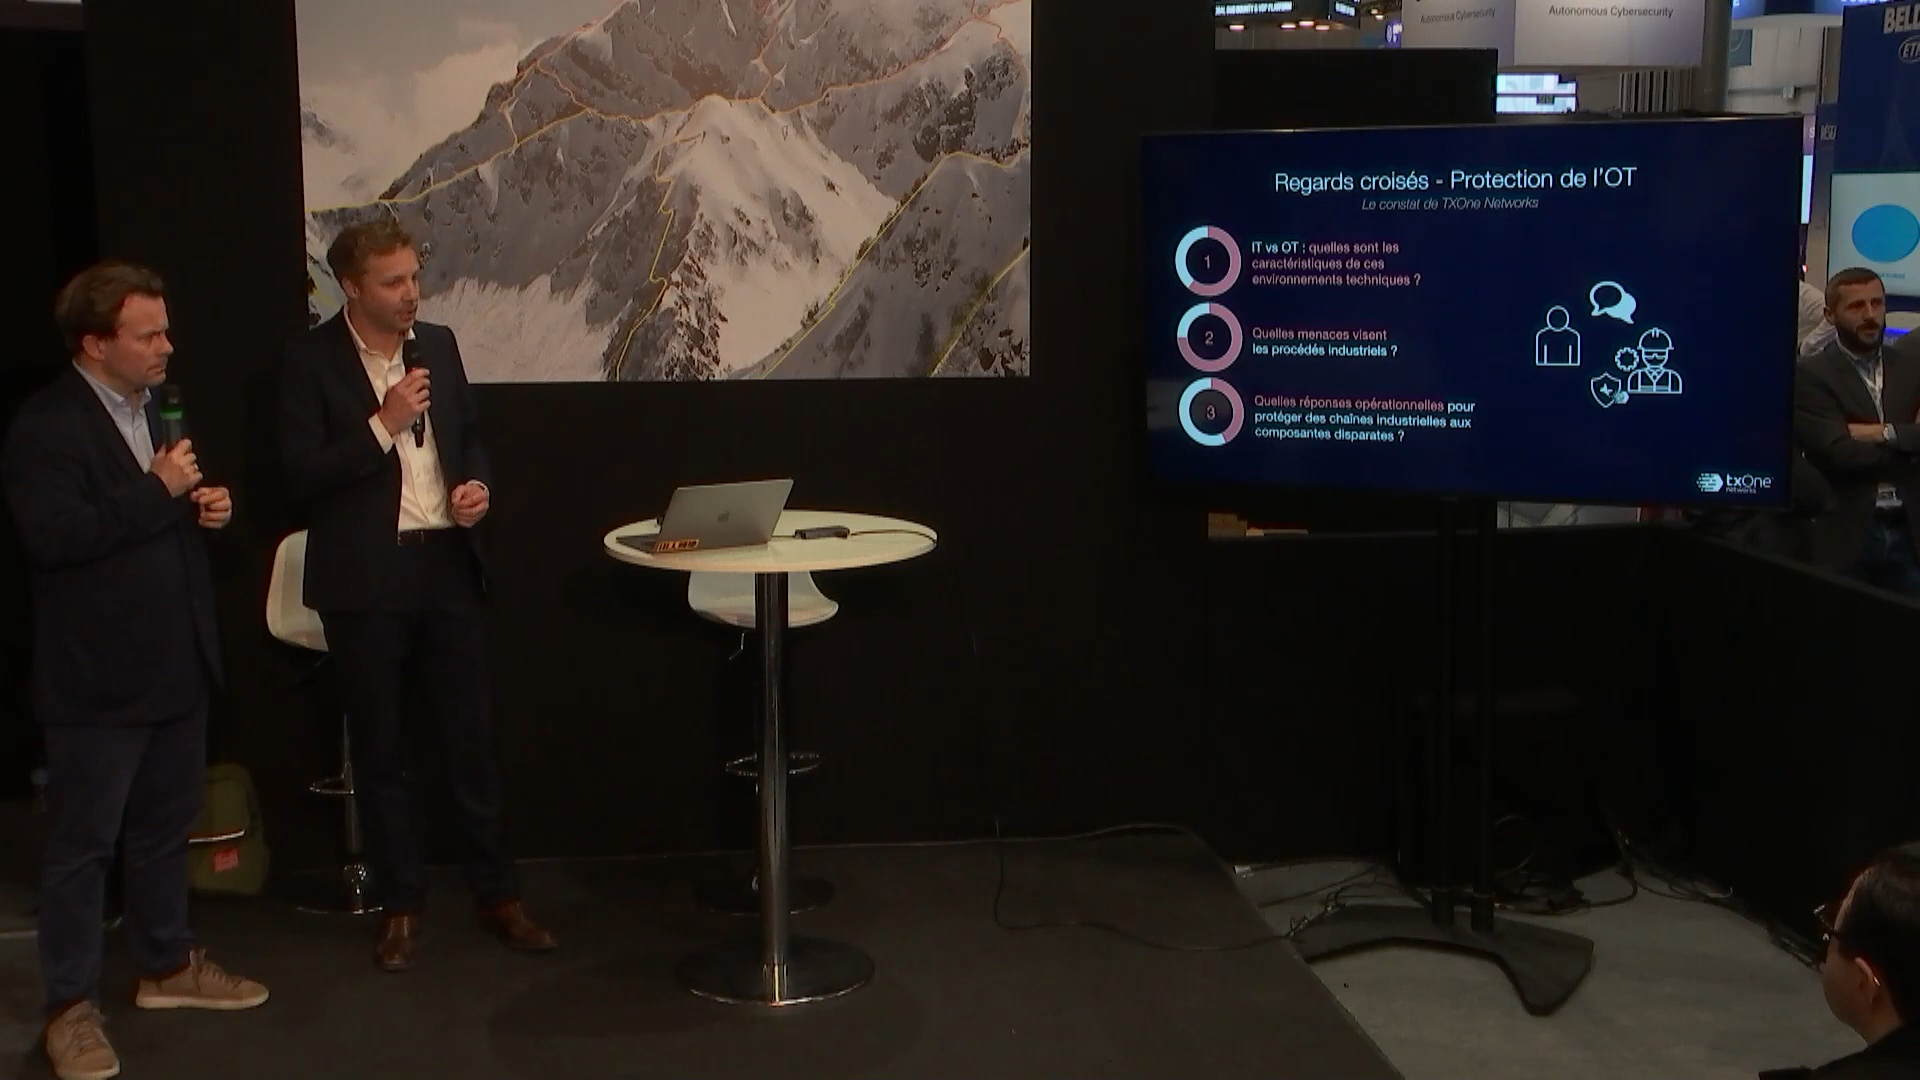 Autonomous Cybersecurity
Autonomous Cybersecurity
Regards croisés - Protection de l'OT
Le constat de TXOne Networks
1
IT vs OT : quelles sont les
caractéristiques de ces
environnements techniques ?
2
Quelles menaces visent
les procédés industriels ?
3
Quelles réponses opérationnelles pour
protéger des chaînes industrielles aux
composantes disparates ?
txOne
networks